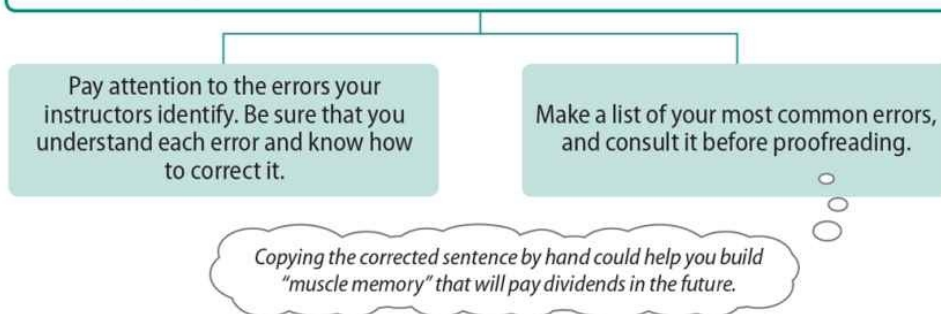 Pay attention to the errors your
instructors identify. Be sure that you
understand each error and know how
to correct it.
Make a list of your most common errors,
and consult it before proofreading.
Copying the corrected sentence by hand could help you build
“muscle memory” that will pay dividends in the future.